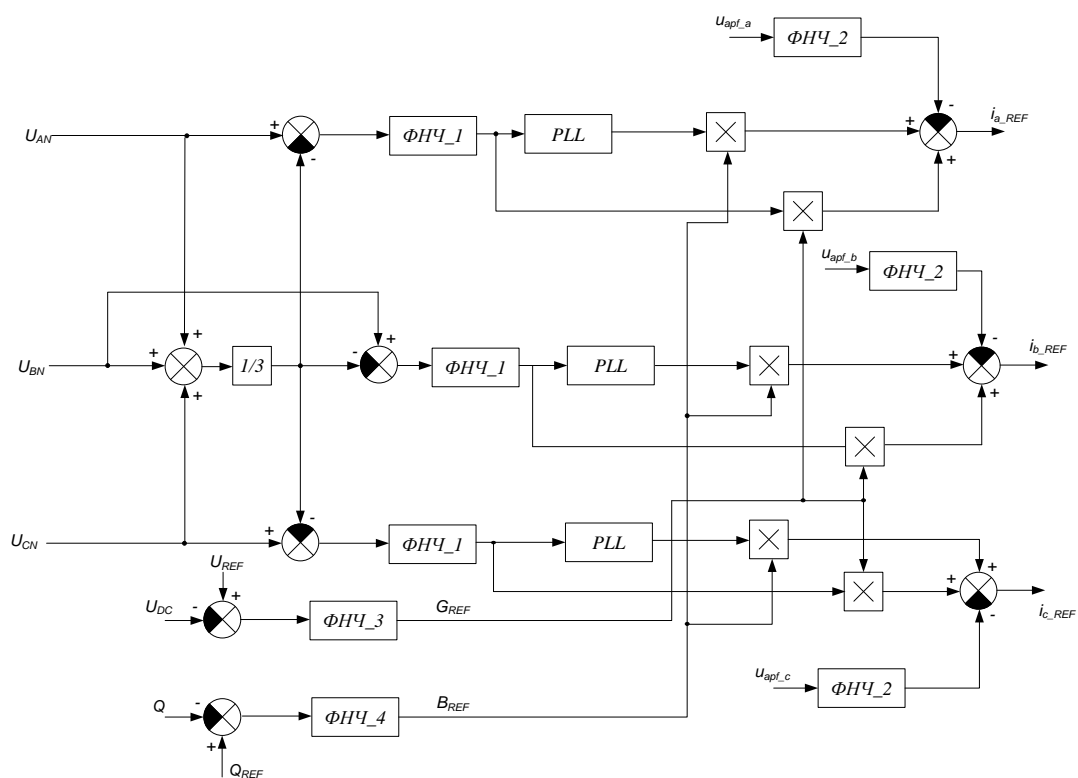 u_apf_a
ФНЧ_2
-
U_AN
+
ФНЧ_1
PLL
+
i_a_REF
-
+
u_apf_b
ФНЧ_2
+
+
-
U_BN
+
1/3
-
ФНЧ_1
PLL
+
i_b_REF
+
+
-
U_CN
+
ФНЧ_1
PLL
+
U_REF
+
i_c_REF
U_DC
-
+
ФНЧ_3
G_REF
-
u_apf_c
ФНЧ_2
Q
-
ФНЧ_4
B_REF
+
Q_REF